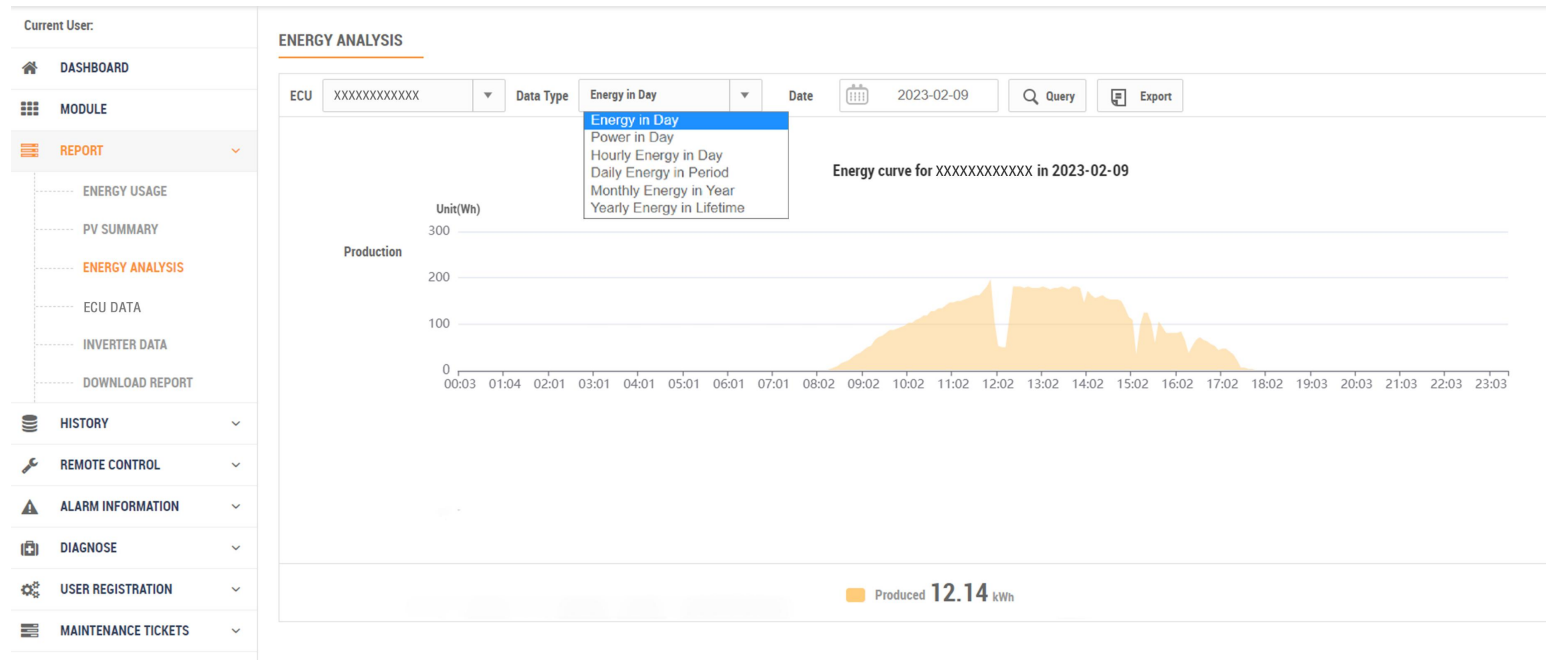 Current User:
DASHBOARD
MODULE
REPORT
ENERGY USAGE
PV SUMMARY
ENERGY ANALYSIS
ECU DATA
INVERTER DATA
DOWNLOAD REPORT
HISTORY
REMOTE CONTROL
ALARM INFORMATION
DIAGNOSE
USER REGISTRATION
MAINTENANCE TICKETS
ENERGY ANALYSIS
ECU XXXXXXXXXXXX Data Type Energy in Day Date 2023-02-09 Query Export
Energy in Day
Power in Day
Hourly Energy in Day
Daily Energy in Period
Monthly Energy in Year
Yearly Energy in Lifetime
Energy curve for XXXXXXXXXXXX in 2023-02-09
Unit(Wh)
300
Production
200
100
0
00:03 01:04 02:01 03:01 04:01 05:01 06:01 07:01 08:02 09:02 10:02 11:02 12:02 13:02 14:02 15:02 16:02 17:02 18:02 19:03 20:03 21:03 22:03 23:03
Produced 12.14 kWh